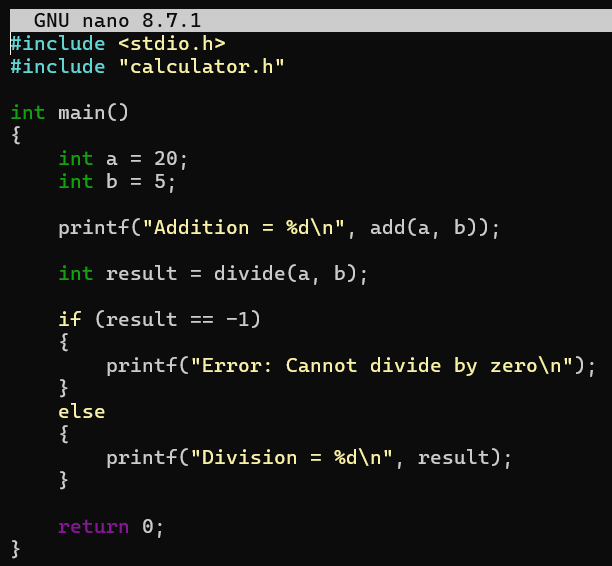 GNU nano 8.7.1
#include <stdio.h>
#include "calculator.h"

int main()
{
    int a = 20;
    int b = 5;

    printf("Addition = %d\n", add(a, b));

    int result = divide(a, b);

    if (result == -1)
    {
        printf("Error: Cannot divide by zero\n");
    }
    else
    {
        printf("Division = %d\n", result);
    }

    return 0;
}